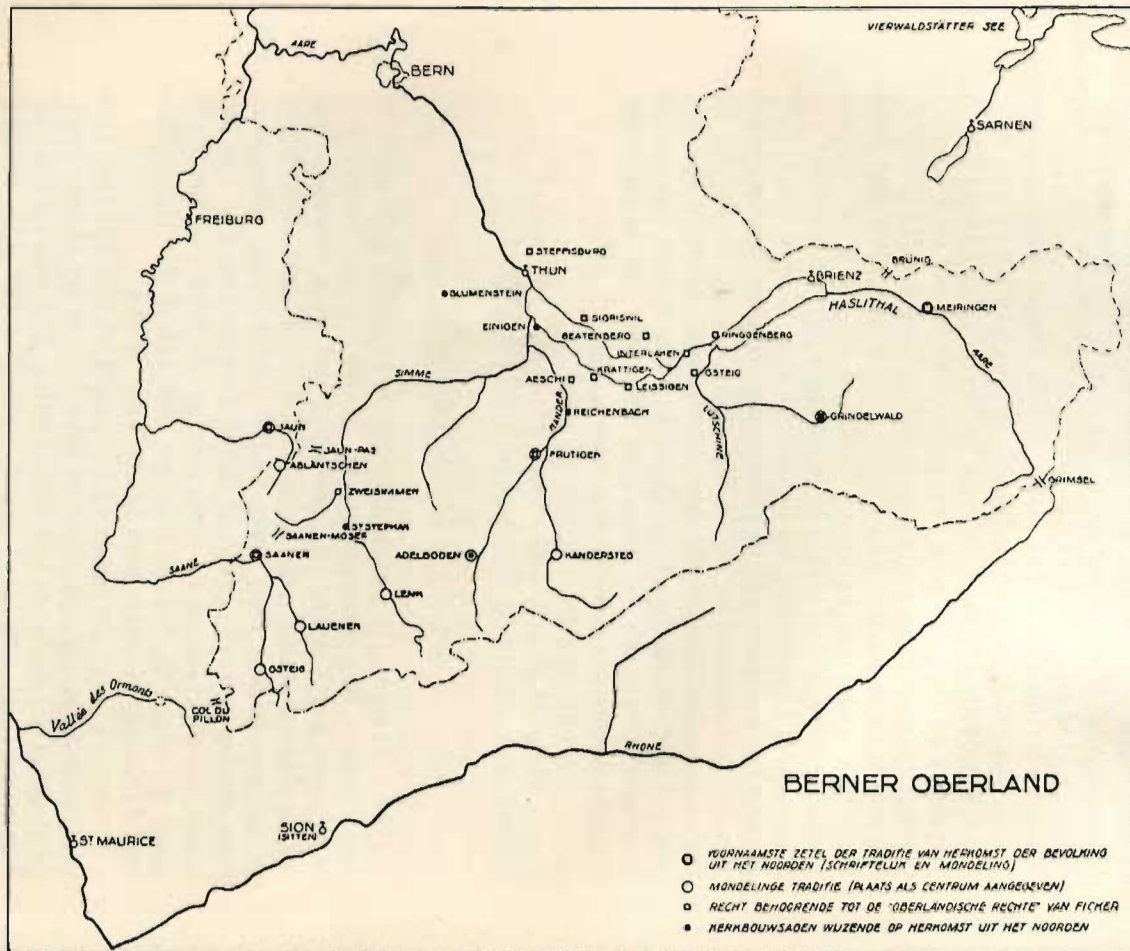 VIERWALDSTÄTTER SEE
AARE
BERN
SARNEN
FREIBURG
STEFFISBURG
THUN
BRÜNIG
BRIENZ
BLUMENSTEIN
HASLITHAL
MEIRINGEN
SIGRISWIL
EINIGEN
BEATENBERG
RINGGENBERG
INTERLAKEN
AARE
SIMME
KRATTIGEN
GSTEIG
AESCHI
LEISSIGEN
REICHENBACH
KANDER
LÜTSCHINE
GRINDELWALD
JAUN
JAUN-PAS
ABLÄNTSCHEN
FRUTIGEN
GRIMSEL
ZWEISIMMEN
ST STEPHAN
SAANEN-MÖSER
SAANEN
ADELBODEN
KANDERSTEG
SAANE
LENK
LAUENEN
GSTEIG
Vallée des Ormonts
COL DU
PILLON
RHONE
BERNER OBERLAND
SION
(SITTEN)
ST MAURICE
VOORNAAMSTE ZETEL DER TRADITIE VAN HERKOMST DER BEVOLKING
UIT HET NOORDEN (SCHRIFTELIJK EN MONDELING)
MONDELINGE TRADITIE (PLAATS ALS CENTRUM AANGEGEVEN)
RECHT BEHOORENDE TOT DE "OBERLÄNDISCHE RECHTE" VAN FICKER
KERKBOUWSAGEN WIJZENDE OP HERKOMST UIT HET NOORDEN